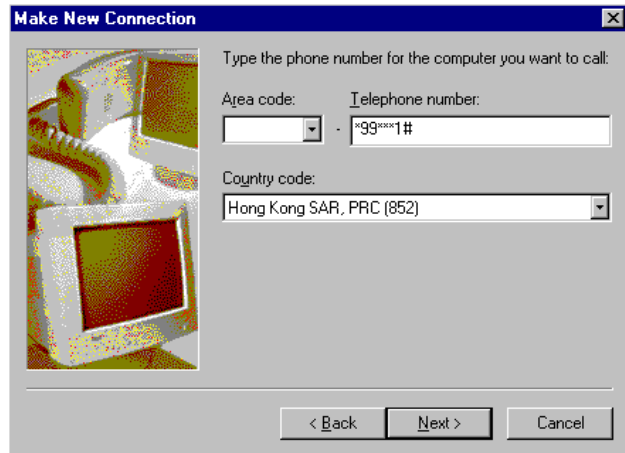 Make New Connection
Type the phone number for the computer you want to call:
Area code: Telephone number:
- *99***1#
Country code:
Hong Kong SAR, PRC (852)
< Back Next > Cancel